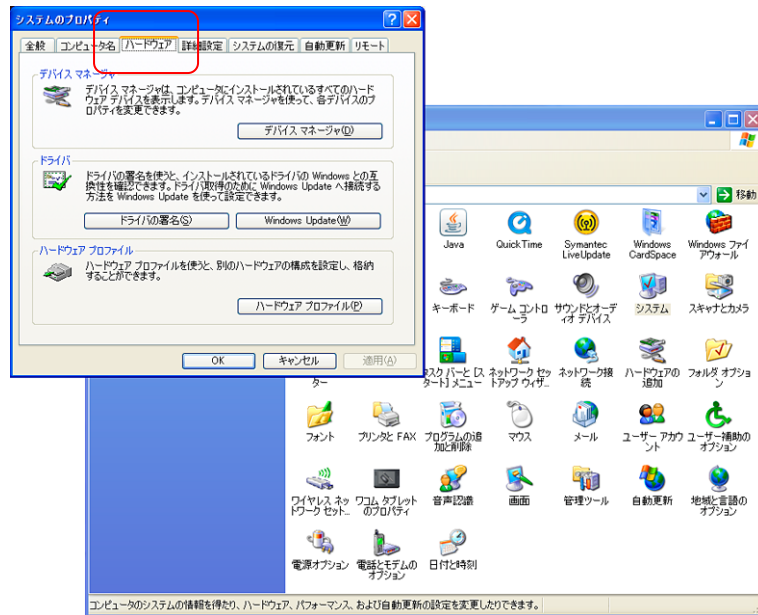 システムのプロパティ
全般 コンピュータ名 ハードウェア 詳細設定 システムの復元 自動更新 リモート
デバイス マネージャ
デバイス マネージャは、コンピュータにインストールされているすべてのハード
ウェア デバイスを表示します。デバイス マネージャを使って、各デバイスのプ
ロパティを変更できます。
デバイス マネージャ(D)
ドライバ
ドライバの署名を使うと、インストールされているドライバの Windows との互
換性を確認できます。ドライバ取得のために Windows Update へ接続する
方法を Windows Update を使って設定できます。
ドライバの署名(S) Windows Update(W)
ハードウェア プロファイル
ハードウェア プロファイルを使うと、別のハードウェアの構成を設定し、格納
することができます。
ハードウェア プロファイル(P)
OK キャンセル 適用(A)
移動
Java QuickTime Symantec LiveUpdate Windows CardSpace Windows ファイアウォール
キーボード ゲーム コントローラ サウンドとオーディオ デバイス システム スキャナとカメラ
ター タスク バーと [スタート] メニュー ネットワーク セットアップ ウィザ... ネットワーク接続 ハードウェアの追加 フォルダ オプション
フォント プリンタと FAX プログラムの追加と削除 マウス メール ユーザー アカウント ユーザー補助のオプション
ワイヤレス ネットワーク セット... ワコム タブレットのプロパティ 音声認識 画面 管理ツール 自動更新 地域と言語のオプション
電源オプション 電話とモデムのオプション 日付と時刻
コンピュータのシステムの情報を得たり、ハードウェア、パフォーマンス、および自動更新の設定を変更したりできます。